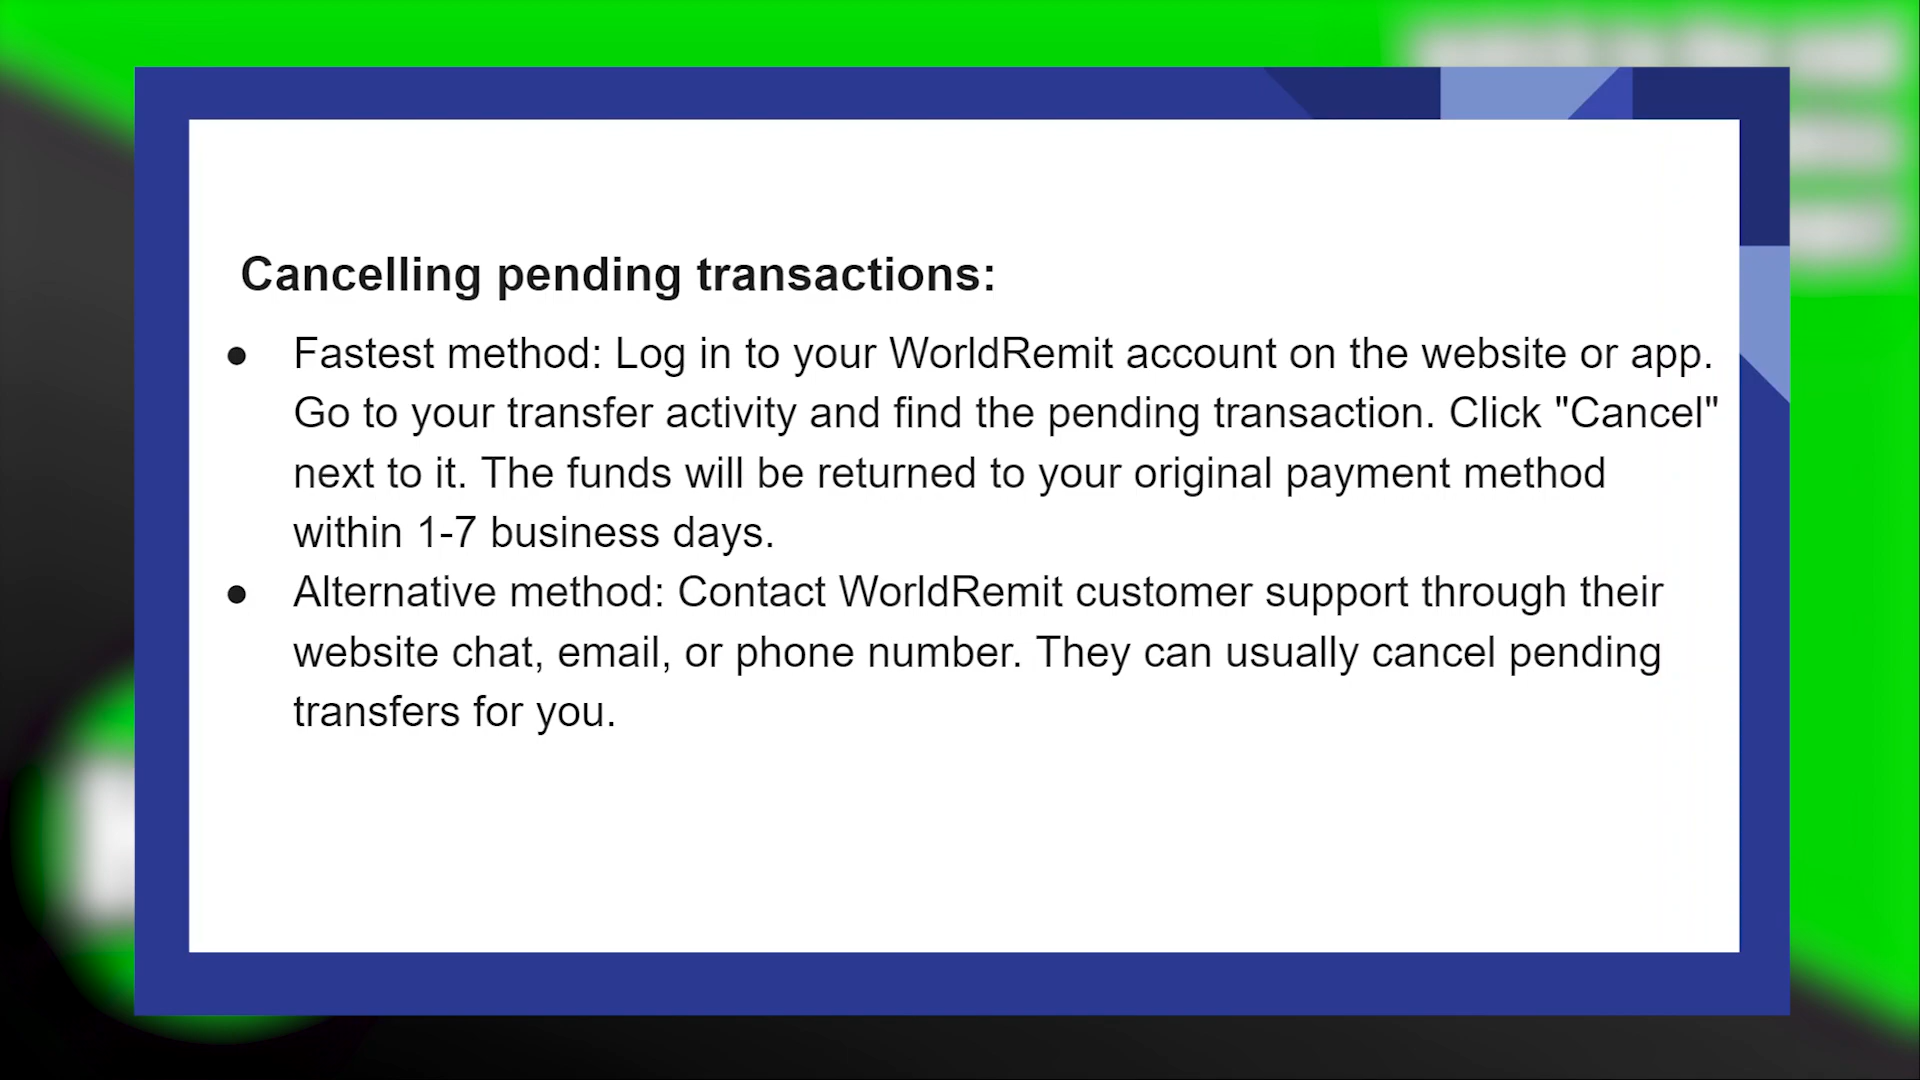 Cancelling pending transactions:
● Fastest method: Log in to your WorldRemit account on the website or app.
Go to your transfer activity and find the pending transaction. Click "Cancel"
next to it. The funds will be returned to your original payment method
within 1-7 business days.
● Alternative method: Contact WorldRemit customer support through their
website chat, email, or phone number. They can usually cancel pending
transfers for you.